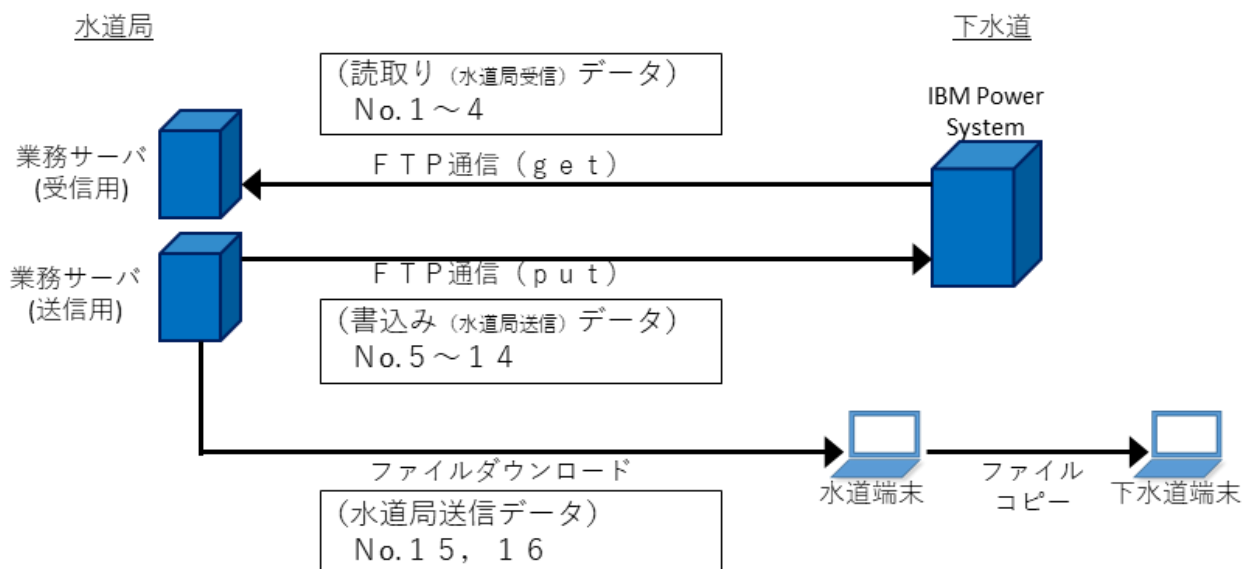 水道局
下水道
(読取り（水道局受信）データ)
No.1～4
IBM Power
System
業務サーバ
(受信用)
ＦＴＰ通信（ｇｅｔ）
業務サーバ
(送信用)
ＦＴＰ通信（ｐｕｔ）
(書込み（水道局送信）データ)
No.5～14
ファイルダウンロード
水道端末
ファイル
コピー
下水道端末
(水道局送信データ)
No.15，16